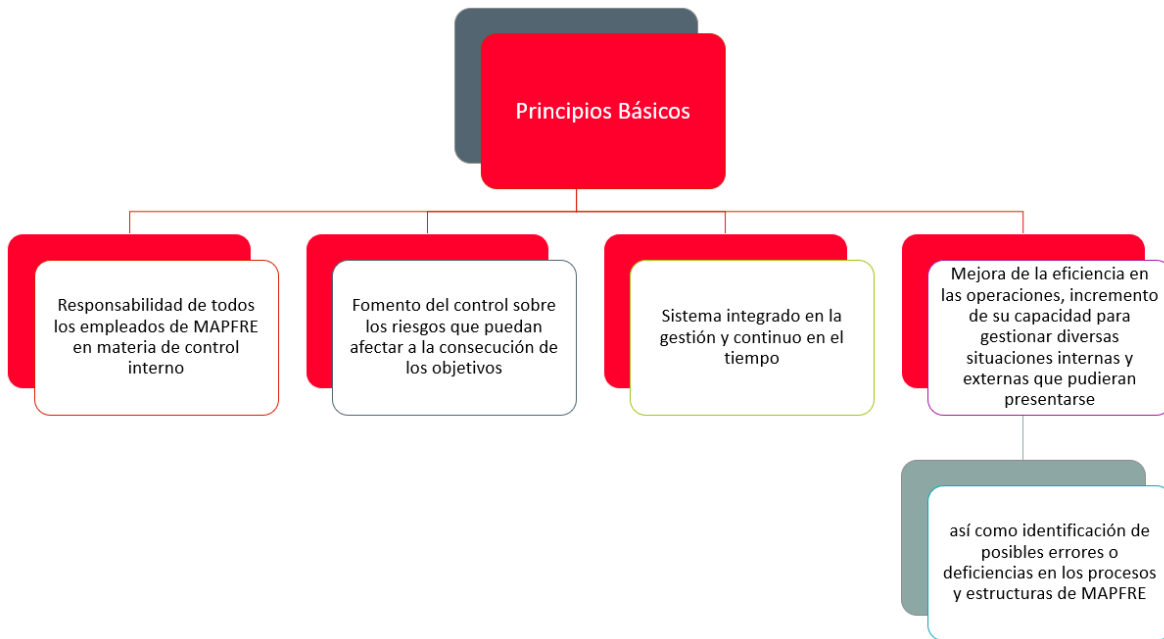 Principios Básicos
Responsabilidad de todos
los empleados de MAPFRE
en materia de control
interno
Fomento del control sobre
los riesgos que puedan
afectar a la consecución de
los objetivos
Sistema integrado en la
gestión y continuo en el
tiempo
Mejora de la eficiencia en
las operaciones, incremento
de su capacidad para
gestionar diversas
situaciones internas y
externas que pudieran
presentarse
así como identificación de
posibles errores o
deficiencias en los procesos
y estructuras de MAPFRE